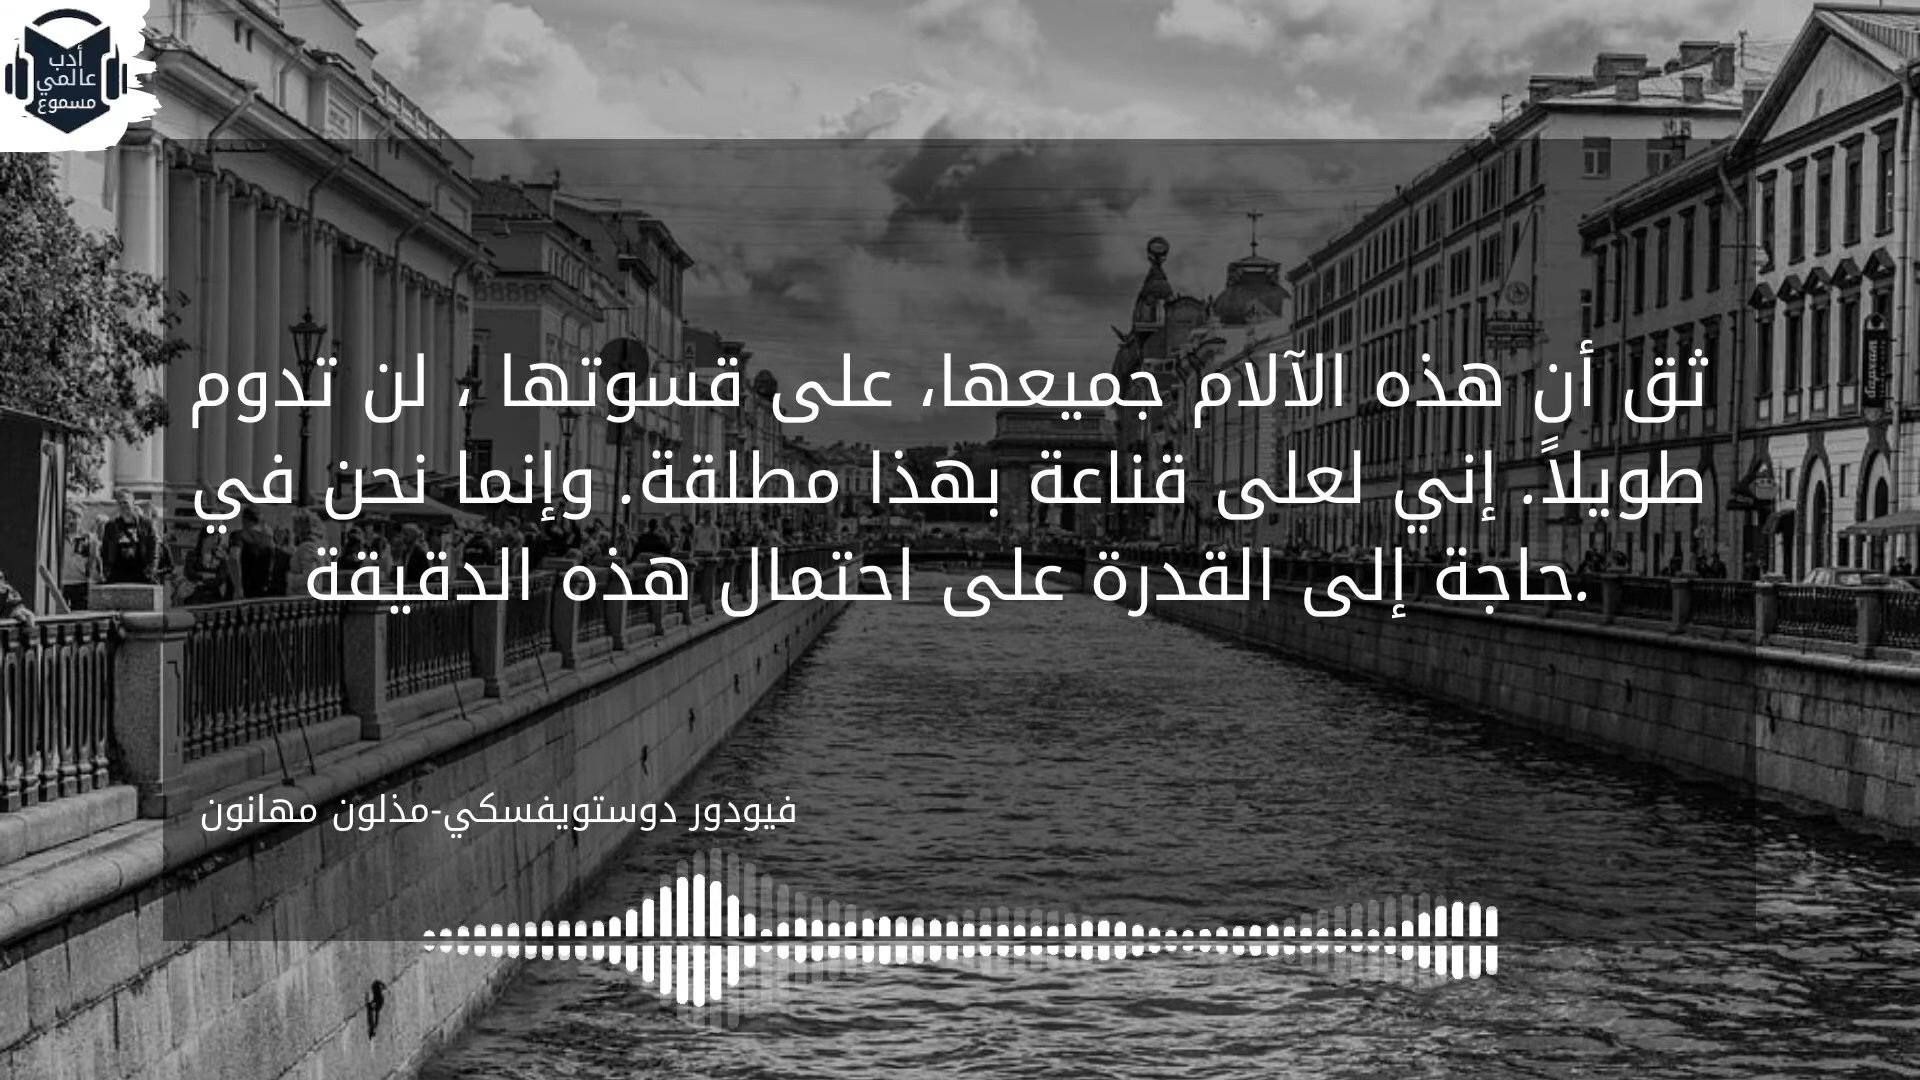 أدب
عالمي
مسموع
ثق أن هذه الآلام جميعها، على قسوتها ، لن تدوم
طويلاً. إني لعلى قناعة بهذا مطلقة. وإنما نحن في
.حاجة إلى القدرة على احتمال هذه الدقيقة
فيودور دوستويفسكي-مذلون مهانون